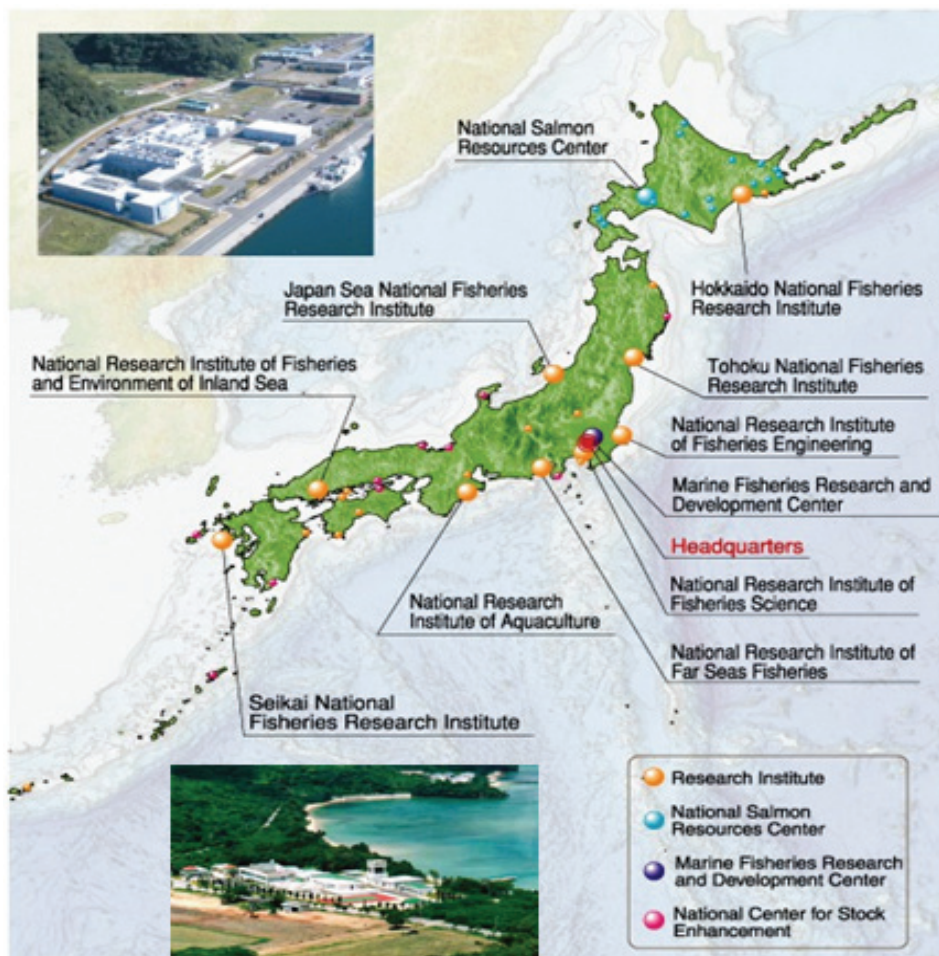 National Salmon
Resources Center
Japan Sea National Fisheries
Research Institute
Hokkaido National Fisheries
Research Institute
National Research Institute of Fisheries
and Environment of Inland Sea
Tohoku National Fisheries
Research Institute
National Research Institute
of Fisheries Engineering
Marine Fisheries Research and
Development Center
Headquarters
National Research Institute of
Fisheries Science
National Research
Institute of Aquaculture
National Research Institute of
Far Seas Fisheries
Seikai National
Fisheries Research Institute
Research Institute
National Salmon
Resources Center
Marine Fisheries Research
and Development Center
National Center for Stock
Enhancement